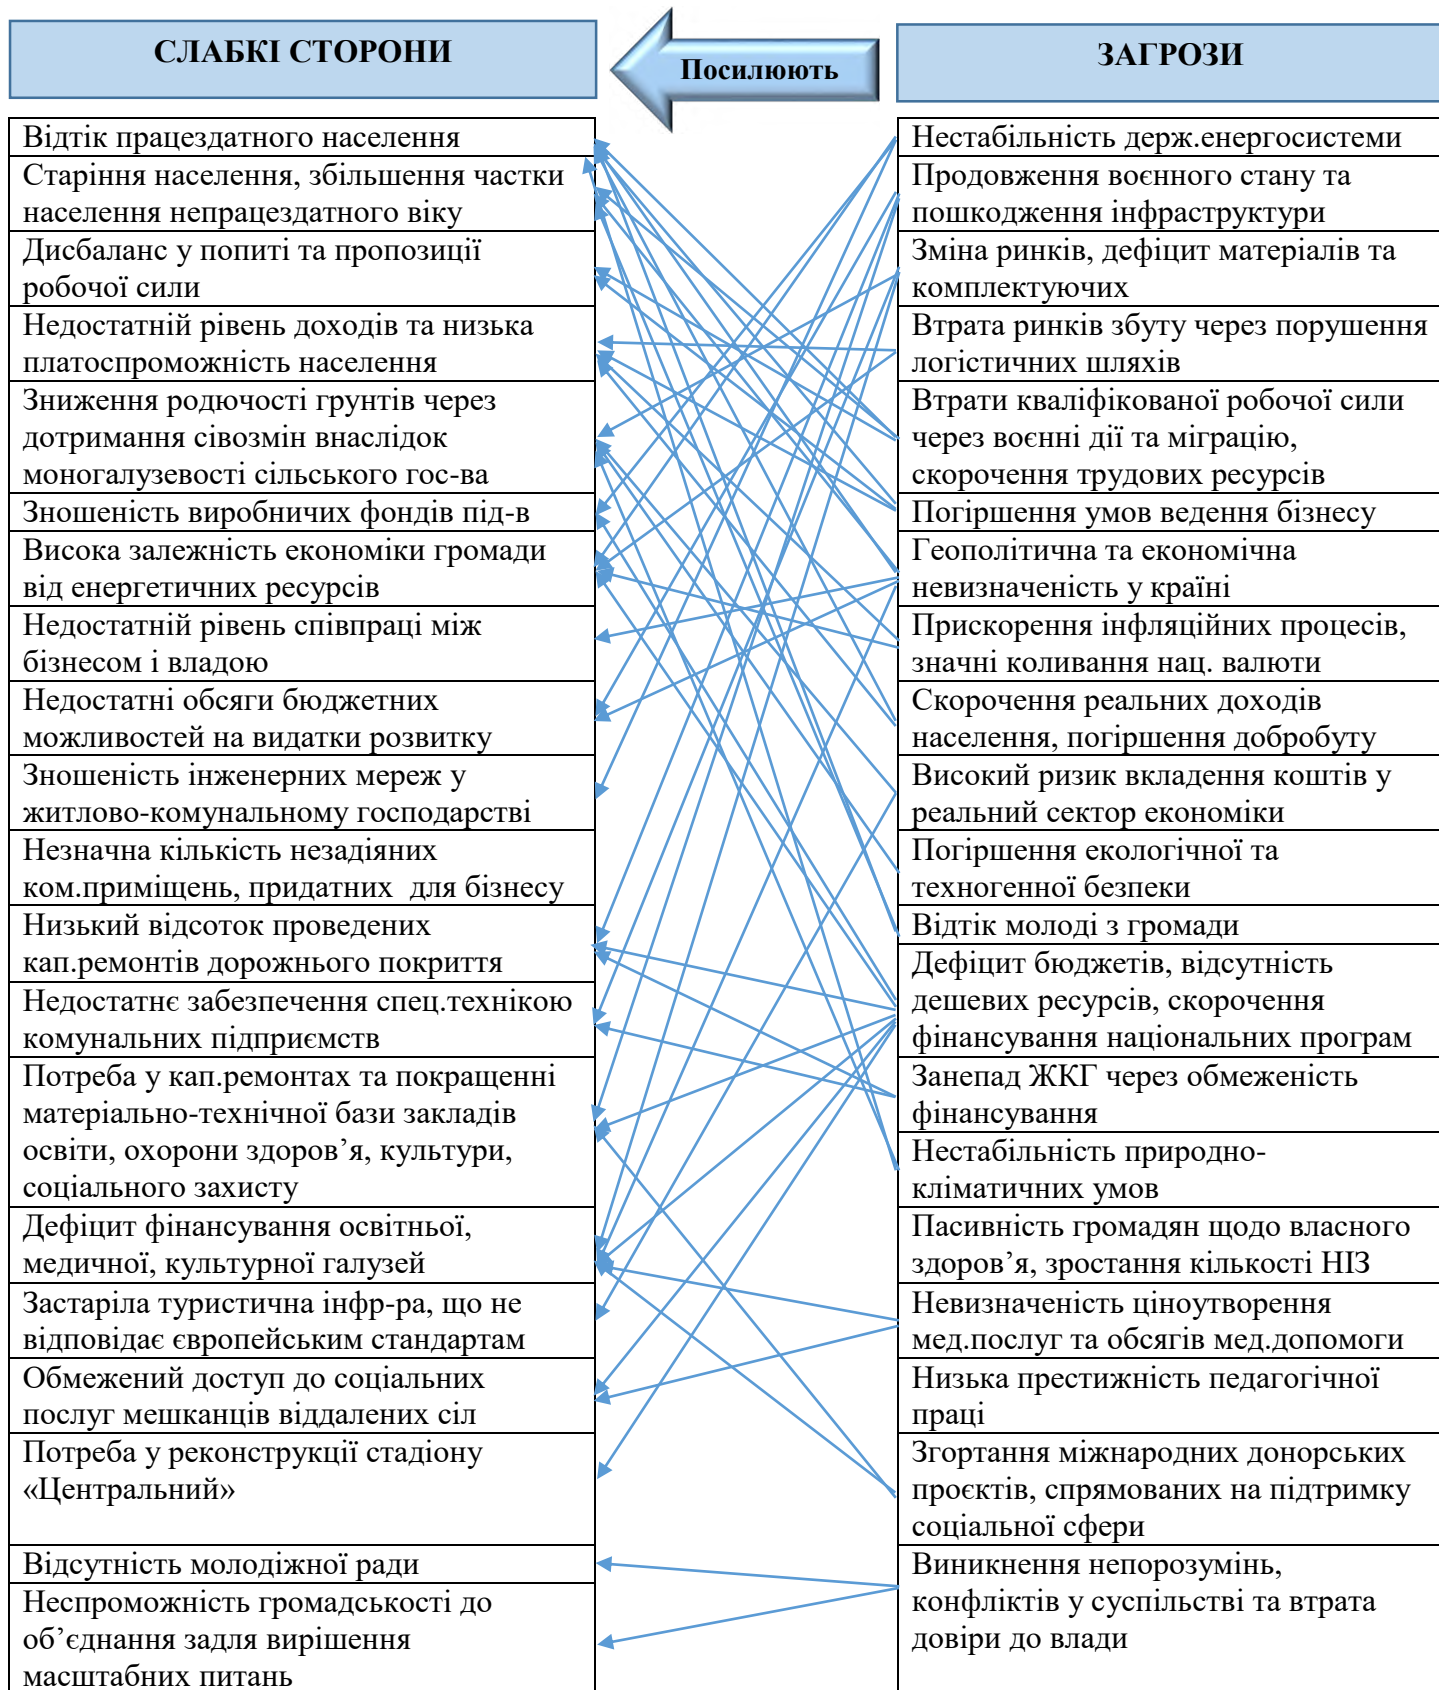 СЛАБКІ СТОРОНИ
Посилюють
ЗАГРОЗИ
Відтік працездатного населення
Старіння населення, збільшення частки
населення непрацездатного віку
Дисбаланс у попиті та пропозиції
робочої сили
Недостатній рівень доходів та низька
платоспроможність населення
Зниження родючості грунтів через
дотримання сівозмін внаслідок
моногалузевості сільського гос-ва
Зношеність виробничих фондів під-в
Висока залежність економіки громади
від енергетичних ресурсів
Недостатній рівень співпраці між
бізнесом і владою
Недостатні обсяги бюджетних
можливостей на видатки розвитку
Зношеність інженерних мереж у
житлово-комунальному господарстві
Незначна кількість незадіяних
ком.приміщень, придатних для бізнесу
Низький відсоток проведених
кап.ремонтів дорожнього покриття
Недостатнє забезпечення спец.технікою
комунальних підприємств
Потреба у кап.ремонтах та покращенні
матеріально-технічної бази закладів
освіти, охорони здоров’я, культури,
соціального захисту
Дефіцит фінансування освітньої,
медичної, культурної галузей
Застаріла туристична інфр-ра, що не
відповідає європейським стандартам
Обмежений доступ до соціальних
послуг мешканців віддалених сіл
Потреба у реконструкції стадіону
«Центральний»
Відсутність молодіжної ради
Неспроможність громадськості до
об’єднання задля вирішення
масштабних питань
Нестабільність держ.енергосистеми
Продовження воєнного стану та
пошкодження інфраструктури
Зміна ринків, дефіцит матеріалів та
комплектуючих
Втрата ринків збуту через порушення
логістичних шляхів
Втрати кваліфікованої робочої сили
через воєнні дії та міграцію,
скорочення трудових ресурсів
Погіршення умов ведення бізнесу
Геополітична та економічна
невизначеність у країні
Прискорення інфляційних процесів,
значні коливання нац. валюти
Скорочення реальних доходів
населення, погіршення добробуту
Високий ризик вкладення коштів у
реальний сектор економіки
Погіршення екологічної та
техногенної безпеки
Відтік молоді з громади
Дефіцит бюджетів, відсутність
дешевих ресурсів, скорочення
фінансування національних програм
Занепад ЖКГ через обмеженість
фінансування
Нестабільність природно-
кліматичних умов
Пасивність громадян щодо власного
здоров’я, зростання кількості НІЗ
Невизначеність ціноутворення
мед.послуг та обсягів мед.допомоги
Низька престижність педагогічної
праці
Згортання міжнародних донорських
проєктів, спрямованих на підтримку
соціальної сфери
Виникнення непорозумінь,
конфліктів у суспільстві та втрата
довіри до влади